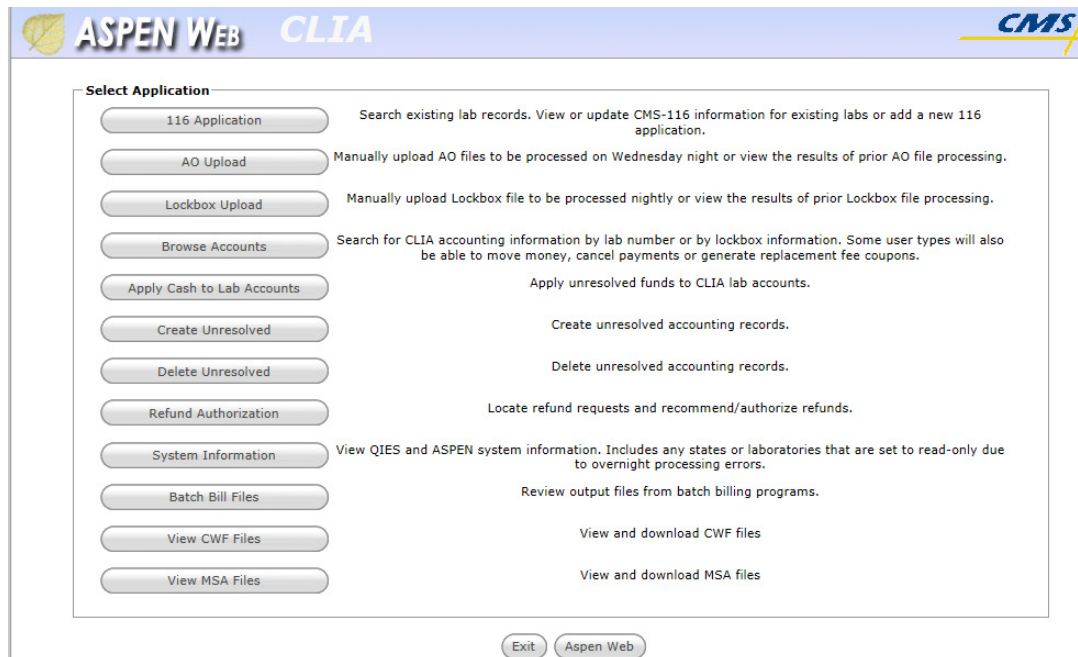 ASPEN WEB CLIA
CMS
Select Application
116 Application
Search existing lab records. View or update CMS-116 information for existing labs or add a new 116
application.
AO Upload
Manually upload AO files to be processed on Wednesday night or view the results of prior AO file processing.
Lockbox Upload
Manually upload Lockbox file to be processed nightly or view the results of prior Lockbox file processing.
Browse Accounts
Search for CLIA accounting information by lab number or by lockbox information. Some user types will also
be able to move money, cancel payments or generate replacement fee coupons.
Apply Cash to Lab Accounts
Apply unresolved funds to CLIA lab accounts.
Create Unresolved
Create unresolved accounting records.
Delete Unresolved
Delete unresolved accounting records.
Refund Authorization
Locate refund requests and recommend/authorize refunds.
System Information
View QIES and ASPEN system information. Includes any states or laboratories that are set to read-only due
to overnight processing errors.
Batch Bill Files
Review output files from batch billing programs.
View CWF Files
View and download CWF files
View MSA Files
View and download MSA files
Exit Aspen Web